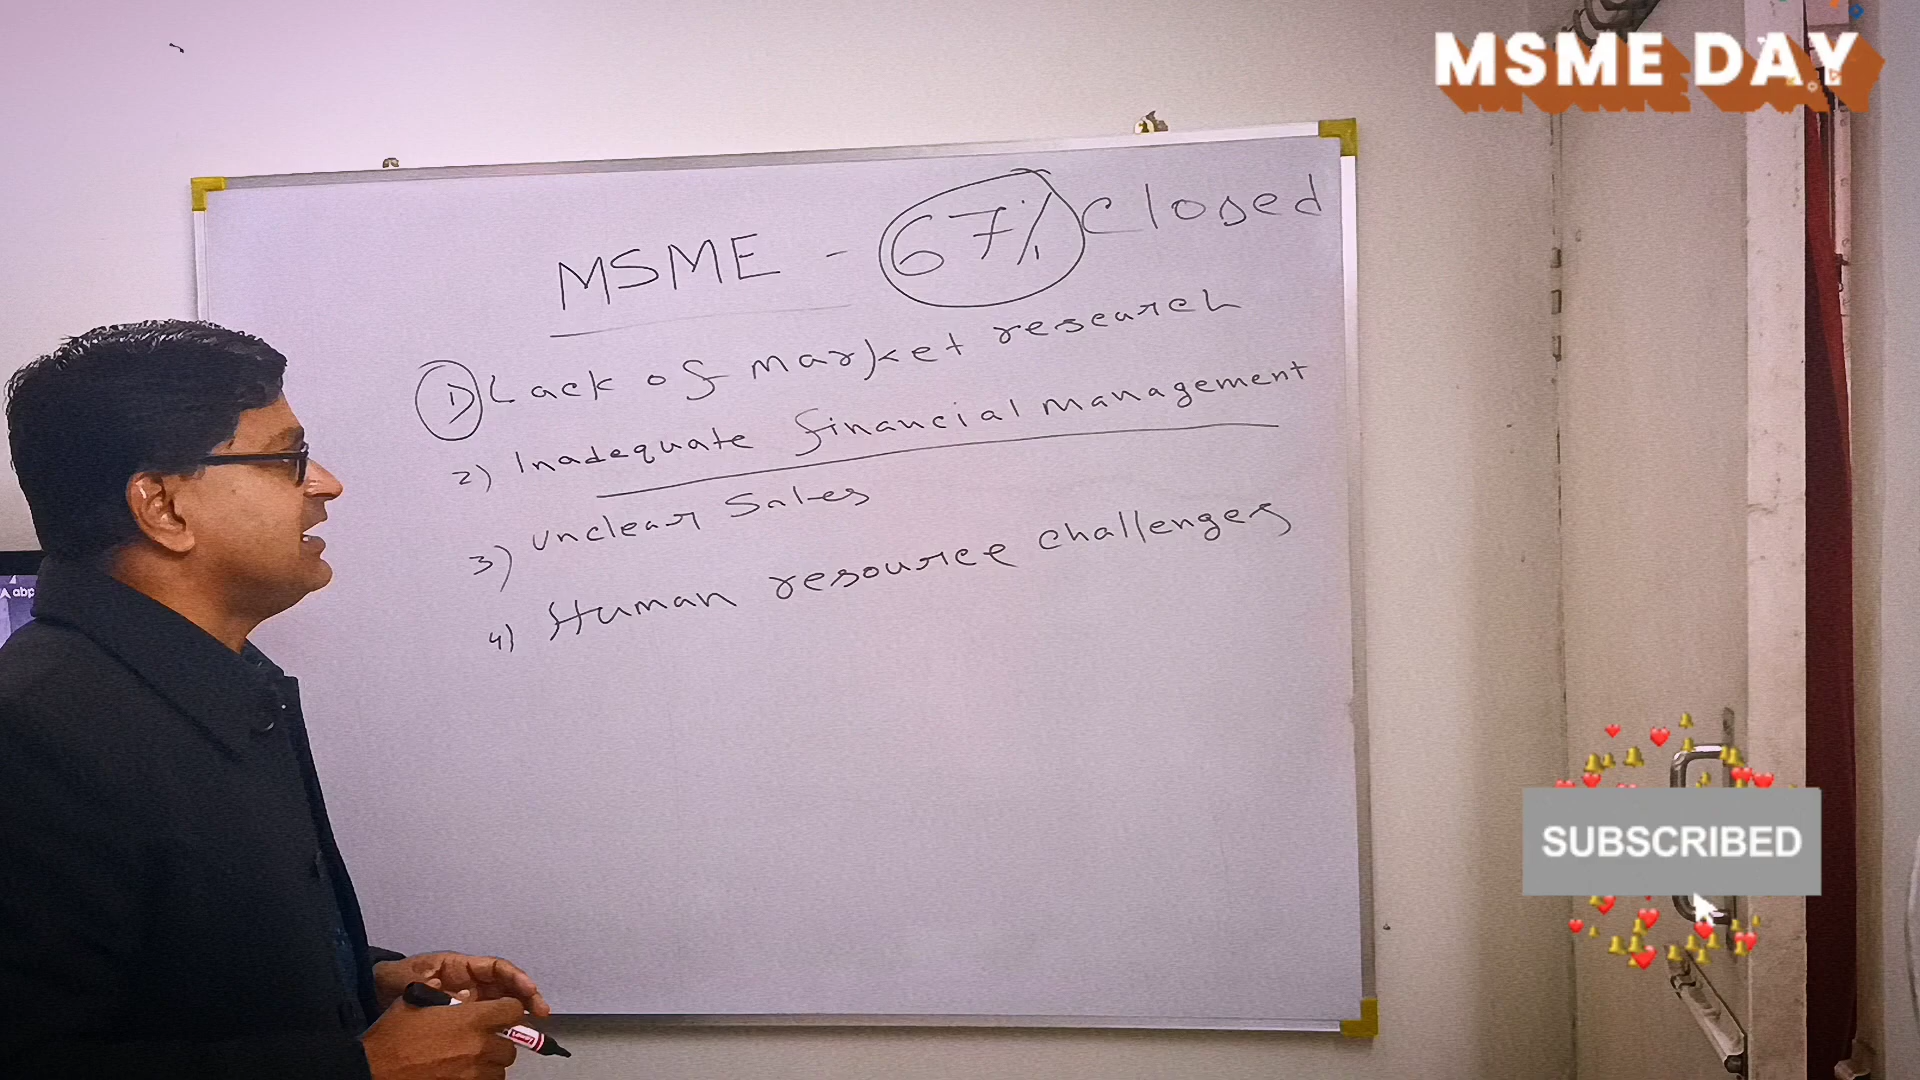 MSME DAY
MSME - 67% Closed
1) Lack of market research
2) Inadequate financial management
3) Unclear Sales
4) Human resource challenges
abp
SUBSCRIBED